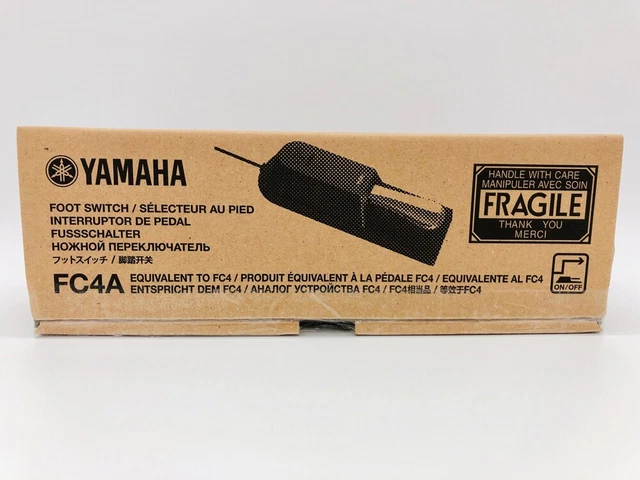 YAMAHA
FOOT SWITCH / SÉLECTEUR AU PIED
INTERRUPTOR DE PEDAL
FUSSSCHALTER
НОЖНОЙ ПЕРЕКЛЮЧАТЕЛЬ
フットスイッチ / 脚踏开关
FC4A
EQUIVALENT TO FC4 / PRODUIT ÉQUIVALENT À LA PÉDALE FC4 / EQUIVALENTE AL FC4
ENTSPRICHT DEM FC4 / АНАЛОГ УСТРОЙСТВА FC4 / FC4相当品 / 等效于FC4
HANDLE WITH CARE
MANIPULER AVEC SOIN
FRAGILE
THANK YOU
MERCI
ON/OFF